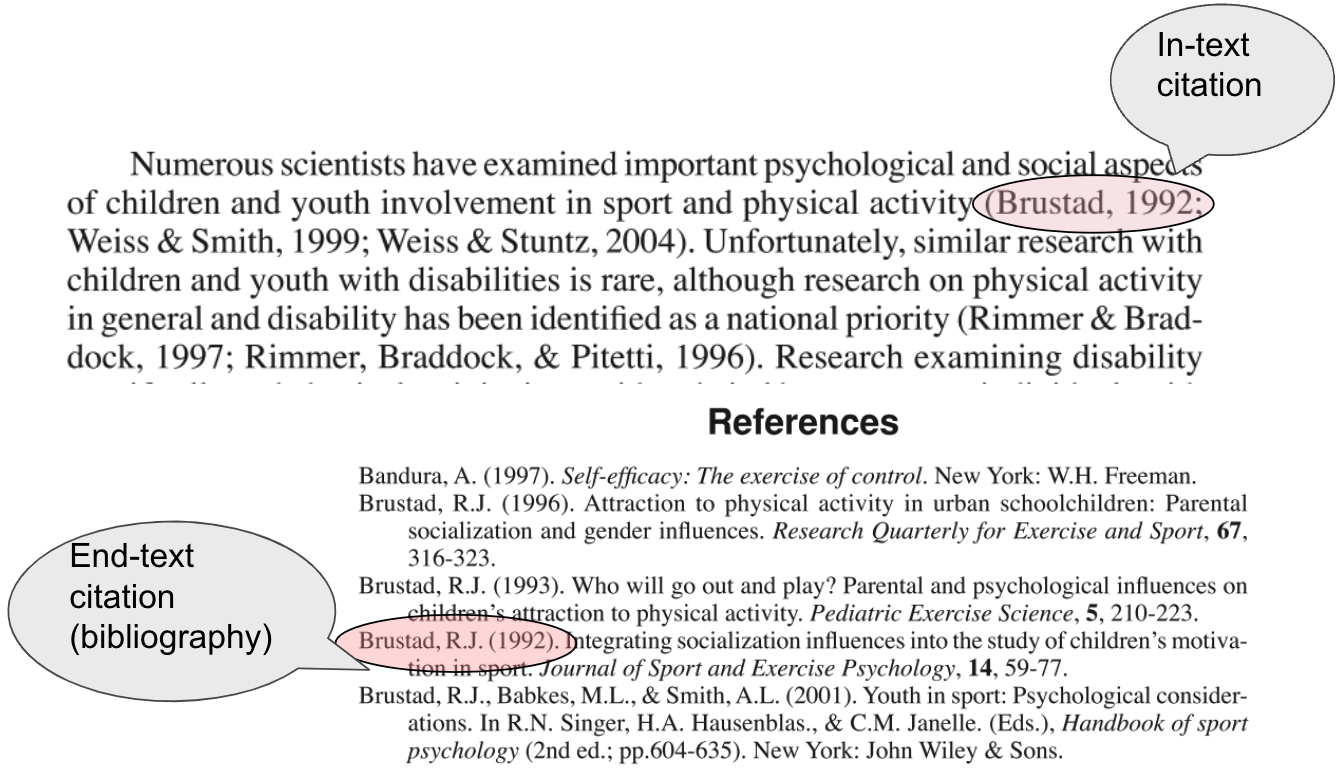 In-text
citation
Numerous scientists have examined important psychological and social aspects
of children and youth involvement in sport and physical activity (Brustad, 1992;
Weiss & Smith, 1999; Weiss & Stuntz, 2004). Unfortunately, similar research with
children and youth with disabilities is rare, although research on physical activity
in general and disability has been identified as a national priority (Rimmer & Brad-
dock, 1997; Rimmer, Braddock, & Pitetti, 1996). Research examining disability
References
Bandura, A. (1997). Self-efficacy: The exercise of control. New York: W.H. Freeman.
Brustad, R.J. (1996). Attraction to physical activity in urban schoolchildren: Parental
socialization and gender influences. Research Quarterly for Exercise and Sport, 67,
316-323.
Brustad, R.J. (1993). Who will go out and play? Parental and psychological influences on
children's attraction to physical activity. Pediatric Exercise Science, 5, 210-223.
End-text
citation
(bibliography)
Brustad, R.J. (1992). Integrating socialization influences into the study of children's motiva-
tion in sport. Journal of Sport and Exercise Psychology, 14, 59-77.
Brustad, R.J., Babkes, M.L., & Smith, A.L. (2001). Youth in sport: Psychological consider-
ations. In R.N. Singer, H.A. Hausenblas., & C.M. Janelle. (Eds.), Handbook of sport
psychology (2nd ed.; pp.604-635). New York: John Wiley & Sons.